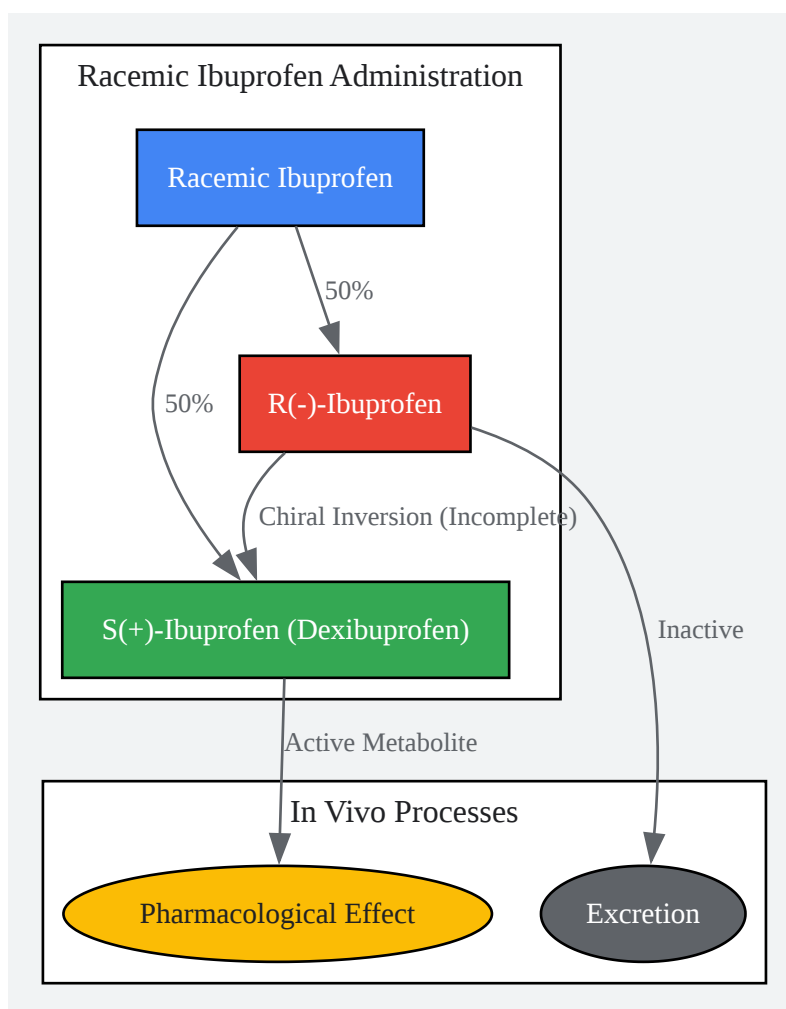 Racemic Ibuprofen Administration
Racemic Ibuprofen
50%
R(-)-Ibuprofen
50%
Chiral Inversion (Incomplete)
S(+)-Ibuprofen (Dexibuprofen)
Inactive
Active Metabolite
In Vivo Processes
Pharmacological Effect
Excretion